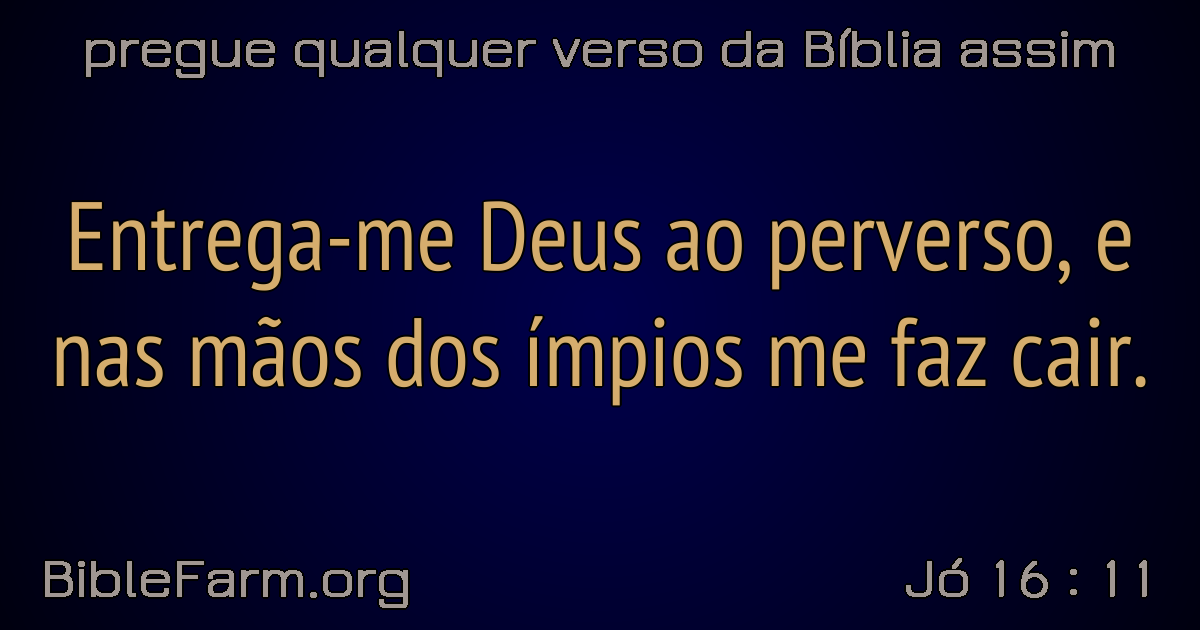 pregue qualquer verso da Bíblia assim
Entrega-me Deus ao perverso, e
nas mãos dos ímpios me faz cair.
BibleFarm.org
Jó 16 : 11